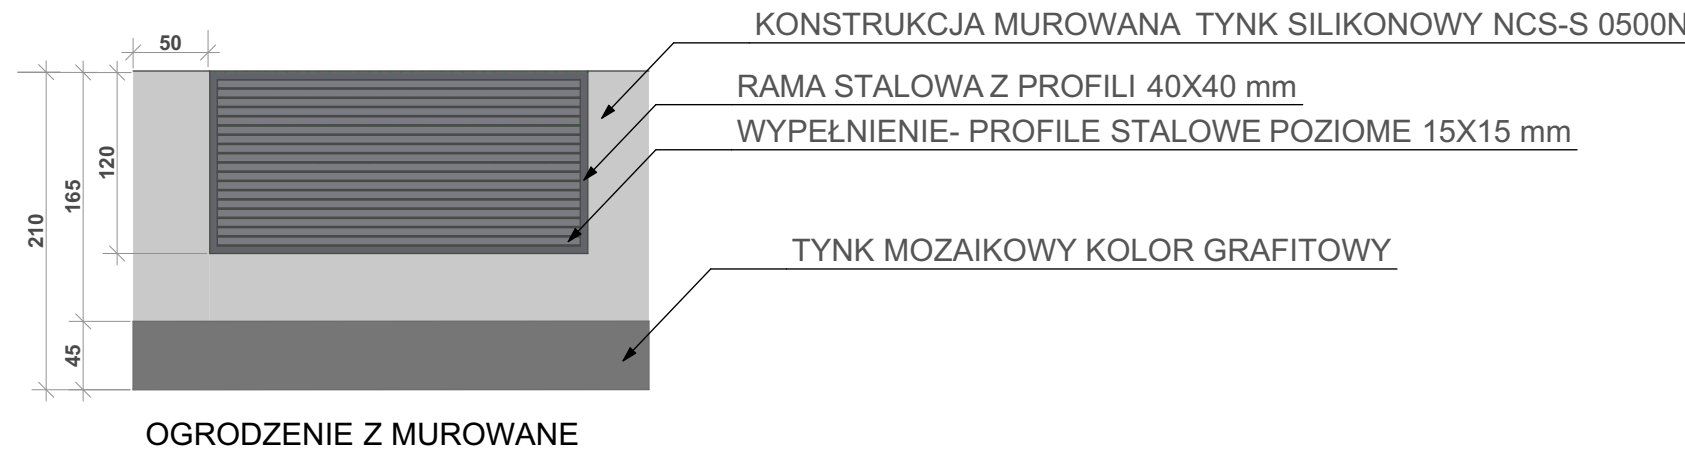 KONSTRUKCJA MUROWANA TYNK SILIKONOWY NCS-S 0500N
50
RAMA STALOWA Z PROFILI 40X40 mm
WYPEŁNIENIE- PROFILE STALOWE POZIOME 15X15 mm
120
165
210
TYNK MOZAIKOWY KOLOR GRAFITOWY
45
OGRODZENIE Z MUROWANE